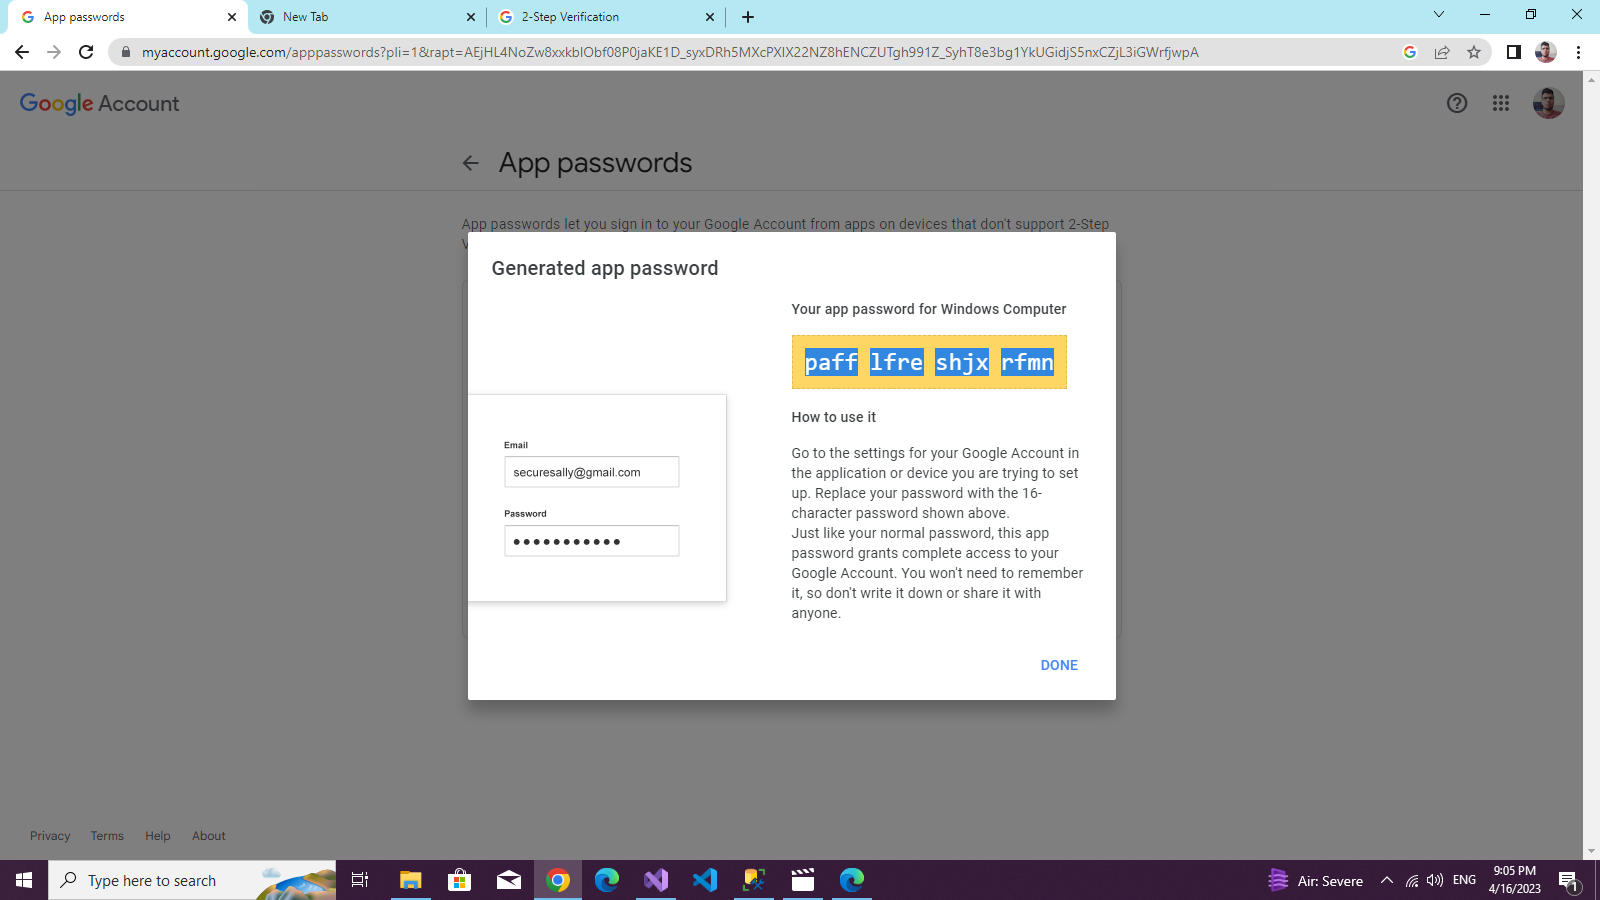 App passwords
New Tab
2-Step Verification
myaccount.google.com/apppasswords?pli=1&rapt=AEjHL4NoZw8xxkbIObf08P0jaKE1D_syxDRh5MXcPXIX22NZ8hENCZUTgh991Z_SyhT8e3bg1YkUGidjS5nxCZjL3iGWrfjwpA
Google Account
App passwords
App passwords let you sign in to your Google Account from apps on devices that don't support 2-Step
Generated app password
Your app password for Windows Computer
paff lfre shjx rfmn
How to use it
Email
securesally@gmail.com
Password
Go to the settings for your Google Account in
the application or device you are trying to set
up. Replace your password with the 16-
character password shown above.
Just like your normal password, this app
password grants complete access to your
Google Account. You won't need to remember
it, so don't write it down or share it with
anyone.
DONE
Privacy Terms Help About
Type here to search
Air: Severe
ENG
9:05 PM
4/16/2023
1